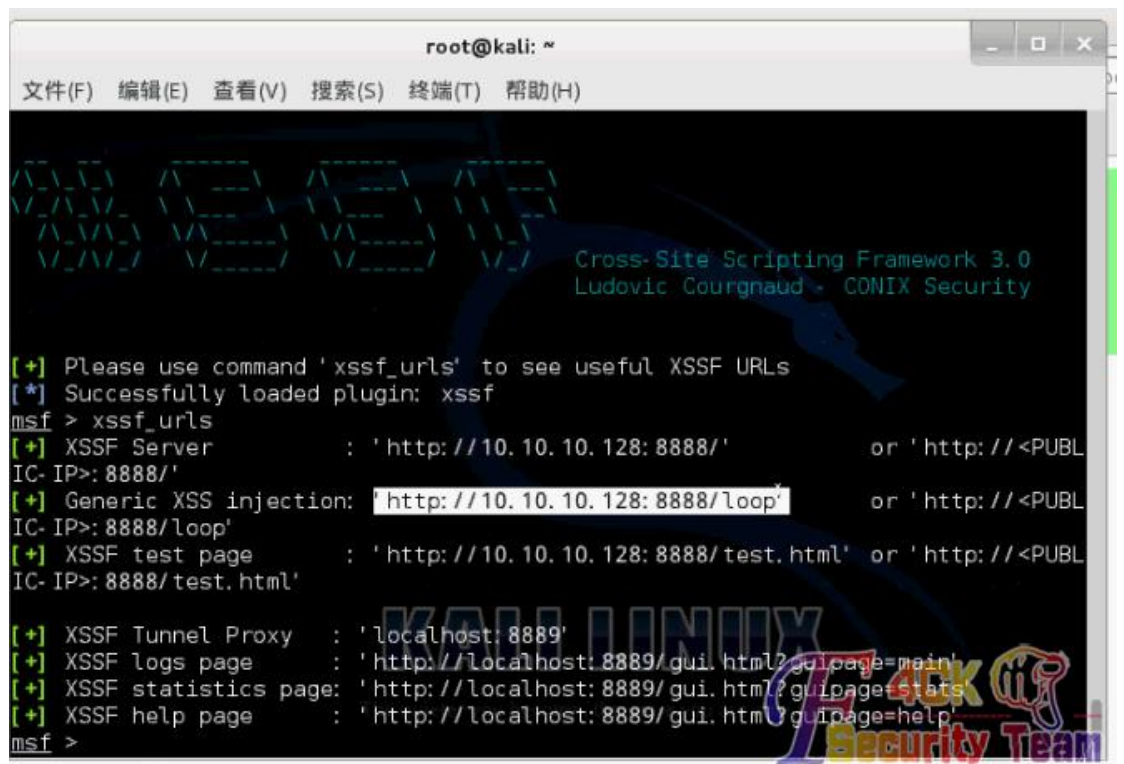 root@kali: ~
文件(F) 编辑(E) 查看(V) 搜索(S) 终端(T) 帮助(H)
Cross-Site Scripting Framework 3.0
Ludovic Courgnaud - CONIX Security
[+] Please use command 'xssf_urls' to see useful XSSF URLs
[*] Successfully loaded plugin: xssf
msf > xssf_urls
[+] XSSF Server : 'http://10.10.10.128:8888/' or 'http://<PUBL
IC-IP>:8888/'
[+] Generic XSS injection: 'http://10.10.10.128:8888/loop' or 'http://<PUBL
IC-IP>:8888/loop'
[+] XSSF test page : 'http://10.10.10.128:8888/test.html' or 'http://<PUBL
IC-IP>:8888/test.html'
[+] XSSF Tunnel Proxy : 'localhost:8889'
[+] XSSF logs page : 'http://localhost:8889/gui.html?guipage=main'
[+] XSSF statistics page: 'http://localhost:8889/gui.html?guipage=stats'
[+] XSSF help page : 'http://localhost:8889/gui.html?guipage=help'
msf >
KALI LINUX
F4CK
Security Team